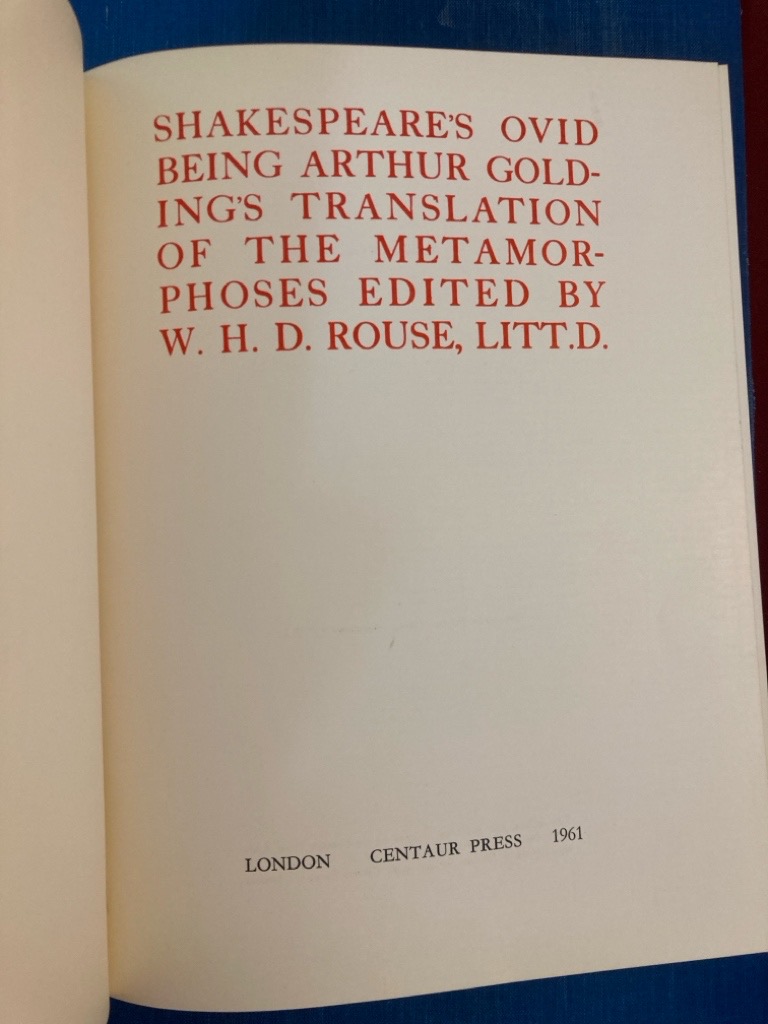 SHAKESPEARE'S OVID
BEING ARTHUR GOLD-
ING'S TRANSLATION
OF THE METAMOR-
PHOSES EDITED BY
W. H. D. ROUSE, LITT.D.
LONDON CENTAUR PRESS 1961